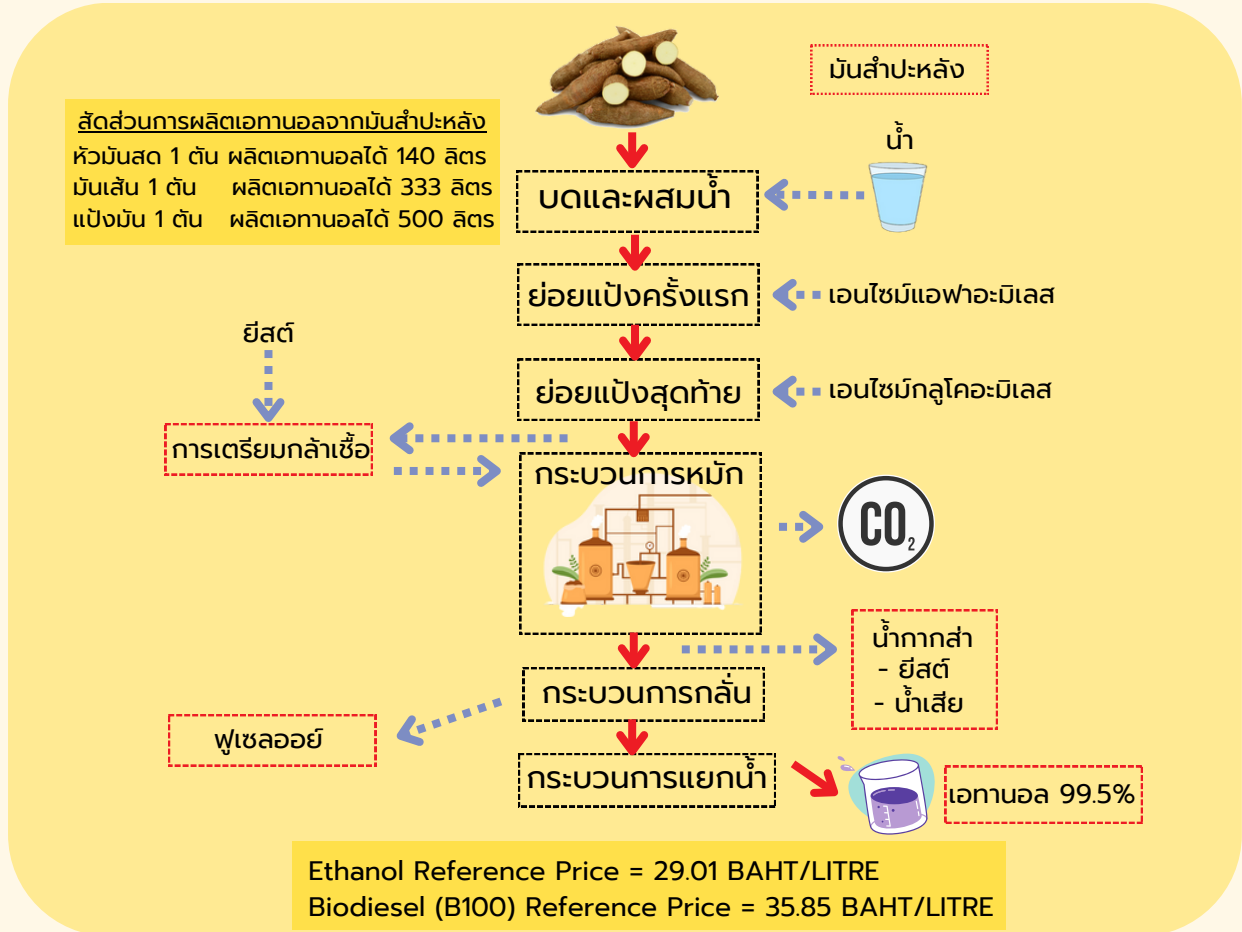 มันสำปะหลัง
สัดส่วนการผลิตเอทานอลจากมันสำปะหลัง
หัวมันสด 1 ตัน ผลิตเอทานอลได้ 140 ลิตร
มันเส้น 1 ตัน ผลิตเอทานอลได้ 333 ลิตร
แป้งมัน 1 ตัน ผลิตเอทานอลได้ 500 ลิตร
น้ำ
บดและผสมน้ำ
ย่อยแป้งครั้งแรก
เอนไซม์แอฟาอะมิเลส
ยีสต์
ย่อยแป้งสุดท้าย
เอนไซม์กลูโคอะมิเลส
การเตรียมกล้าเชื้อ
กระบวนการหมัก
CO₂
น้ำกากส่า
- ยีสต์
- น้ำเสีย
กระบวนการกลั่น
ฟูเซลออย์
กระบวนการแยกน้ำ
เอทานอล 99.5%
Ethanol Reference Price = 29.01 BAHT/LITRE
Biodiesel (B100) Reference Price = 35.85 BAHT/LITRE